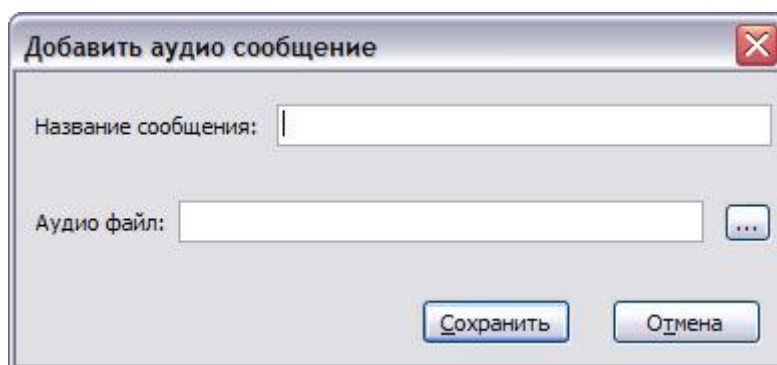 Добавить аудио сообщение
Название сообщения:
Аудио файл:
...
Сохранить
Отмена